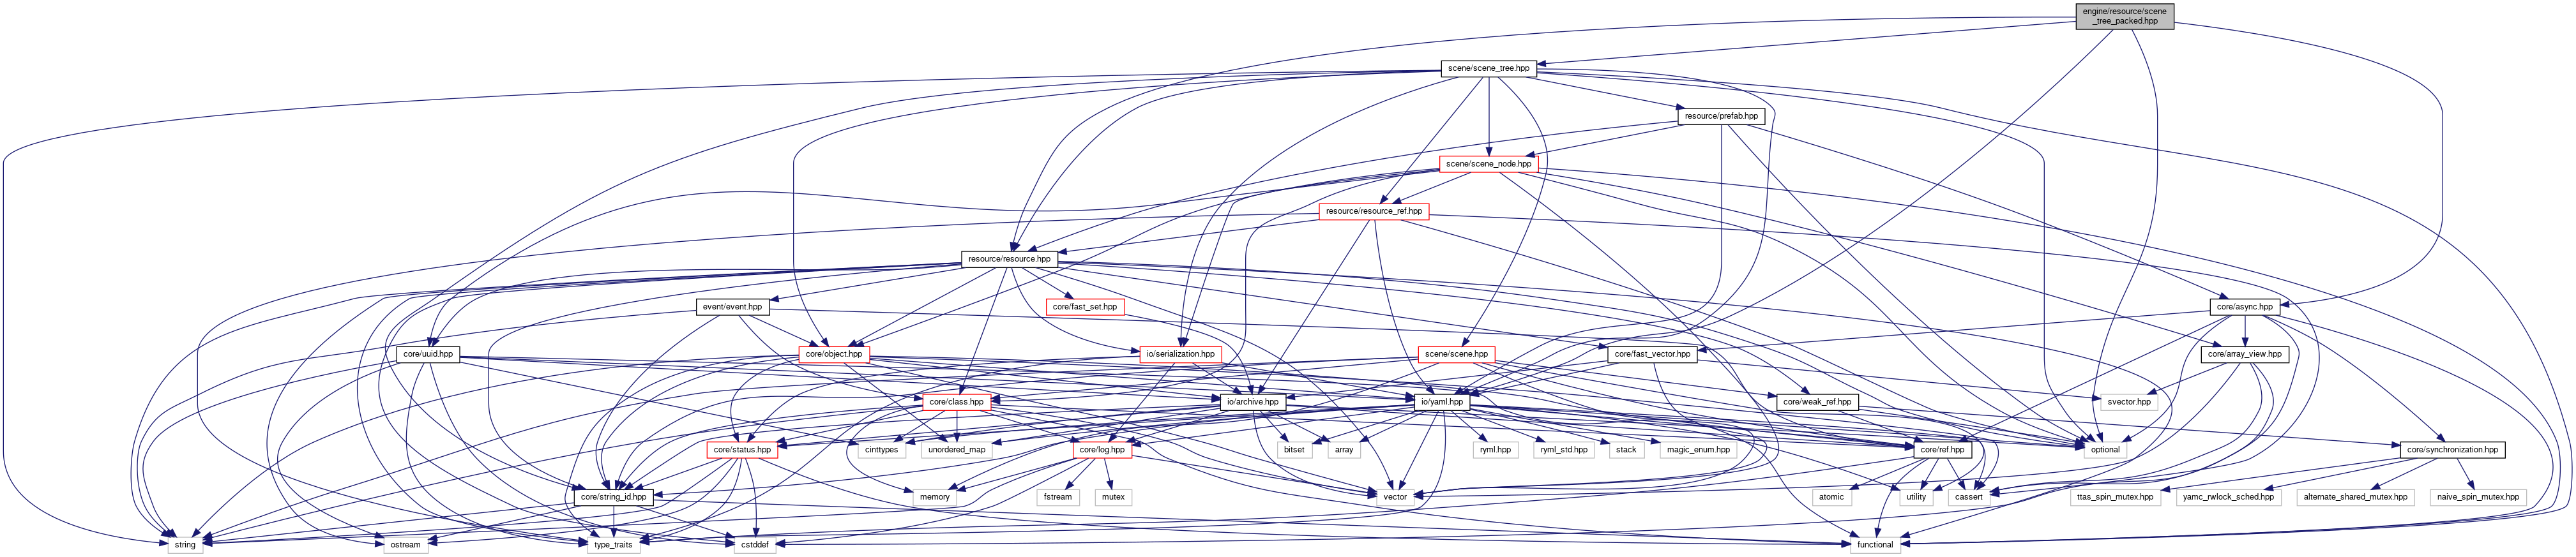 engine/resource/scene
_tree_packed.hpp
scene/scene_tree.hpp
resource/prefab.hpp
scene/scene_node.hpp
resource/resource_ref.hpp
resource/resource.hpp
event/event.hpp
core/fast_set.hpp
core/async.hpp
core/uuid.hpp
core/object.hpp
io/serialization.hpp
scene/scene.hpp
core/fast_vector.hpp
core/array_view.hpp
core/class.hpp
io/archive.hpp
io/yaml.hpp
core/weak_ref.hpp
svector.hpp
core/status.hpp
cinttypes
unordered_map
core/log.hpp
bitset
array
ryml.hpp
ryml_std.hpp
stack
magic_enum.hpp
core/ref.hpp
optional
core/synchronization.hpp
core/string_id.hpp
memory
fstream
mutex
vector
atomic
utility
cassert
ttas_spin_mutex.hpp
yamc_rwlock_sched.hpp
alternate_shared_mutex.hpp
naive_spin_mutex.hpp
string
ostream
type_traits
cstddef
functional